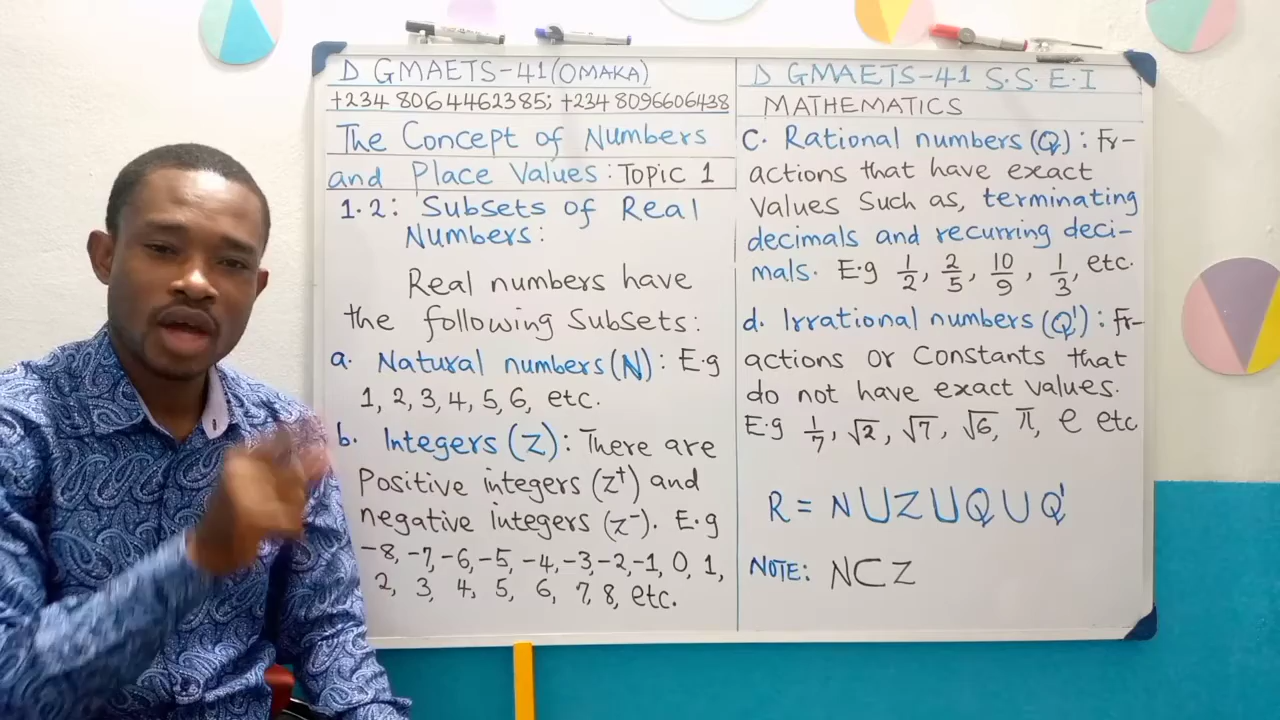 D GMAETS-41(OMAKA)
+234 8064462385; +234 8096606438
The Concept of Numbers
and Place Values: Topic 1
1.2: Subsets of Real
Numbers:
Real numbers have
the following Subsets:
a. Natural numbers (N): E.g
1, 2, 3, 4, 5, 6, etc.
b. Integers (Z): There are
Positive integers (Z⁺) and
negative integers (Z⁻). E.g
-8, -7, -6, -5, -4, -3, -2, -1, 0, 1,
2, 3, 4, 5, 6, 7, 8, etc.
D GMAETS-41 S.S.E.I
MATHEMATICS
C. Rational numbers (Q): Fr-
actions that have exact
Values Such as, terminating
decimals and recurring deci-
mals. E.g 1/2, 2/5, 10/9, 1/3, etc.
d. Irrational numbers (Q'): Fr-
actions or Constants that
do not have exact values.
E.g 1/7, √2, √7, √6, π, e etc
R = N ∪ Z ∪ Q ∪ Q'
NOTE: N⊂Z